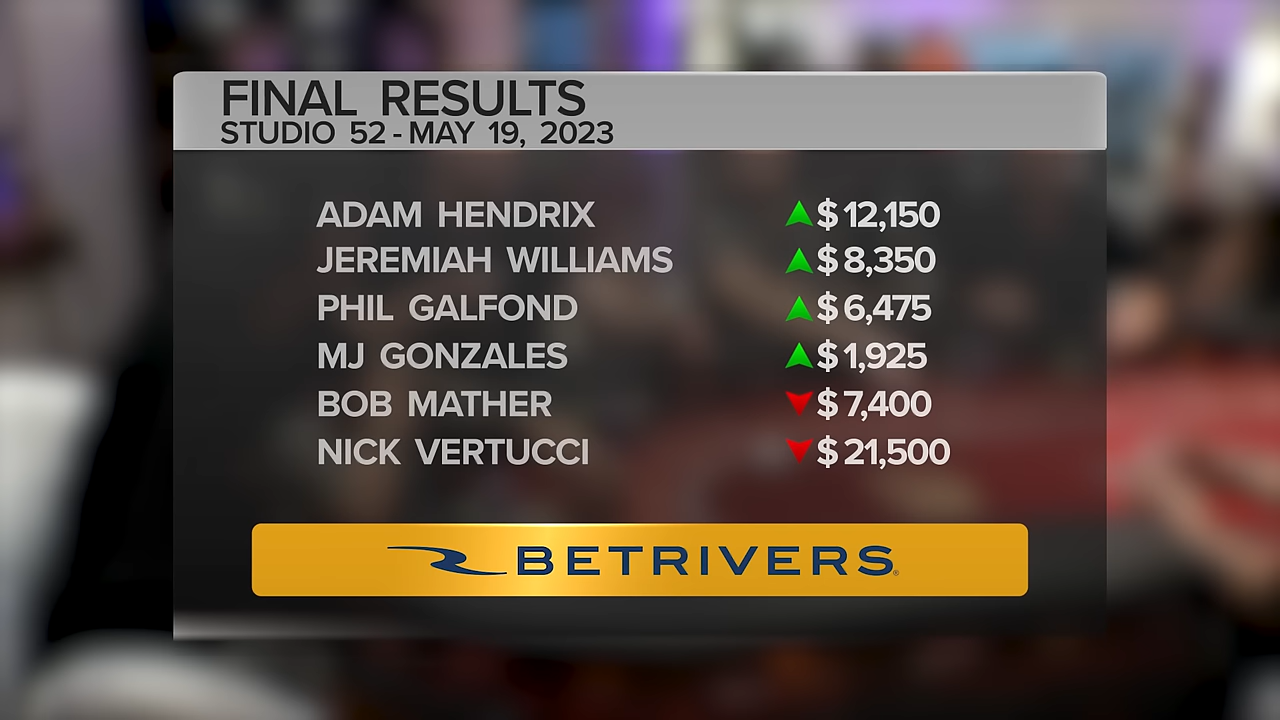 FINAL RESULTS
STUDIO 52 - MAY 19, 2023
ADAM HENDRIX $12,150
JEREMIAH WILLIAMS $8,350
PHIL GALFOND $6,475
MJ GONZALES $1,925
BOB MATHER $7,400
NICK VERTUCCI $21,500
BETRIVERS®